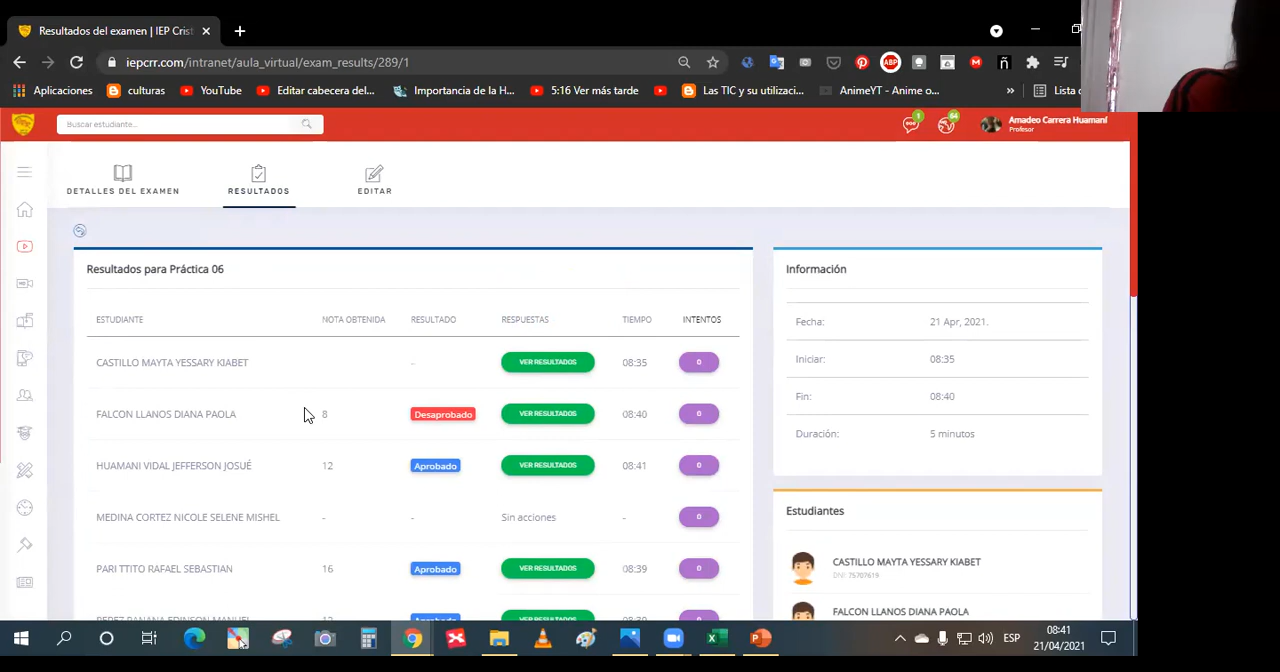 Resultados del examen | IEP Crist
iepcrr.com/intranet/aula_virtual/exam_results/289/1
ABP
ñ
Aplicaciones culturas YouTube Editar cabecera del... Importancia de la H... 5:16 Ver más tarde Las TIC y su utilizaci... AnimeYT - Anime o... »
Buscar estudiante...
1
64
Amadeo Carrera Huamaní
Profesor
DETALLES DEL EXAMEN RESULTADOS EDITAR
Resultados para Práctica 06
ESTUDIANTE NOTA OBTENIDA RESULTADO RESPUESTAS TIEMPO INTENTOS
CASTILLO MAYTA YESSARY KIABET - VER RESULTADOS 08:35 0
FALCON LLANOS DIANA PAOLA 8 Desaprobado VER RESULTADOS 08:40 0
HUAMANI VIDAL JEFFERSON JOSUÉ 12 Aprobado VER RESULTADOS 08:41 0
MEDINA CORTEZ NICOLE SELENE MISHEL - - Sin acciones - 0
PARI TTITO RAFAEL SEBASTIAN 16 Aprobado VER RESULTADOS 08:39 0
Información
Fecha: 21 Apr, 2021.
Iniciar: 08:35
Fin: 08:40
Duración: 5 minutos
Estudiantes
CASTILLO MAYTA YESSARY KIABET
DNI: 75707619
FALCON LLANOS DIANA PAOLA
ESP
08:41
21/04/2021